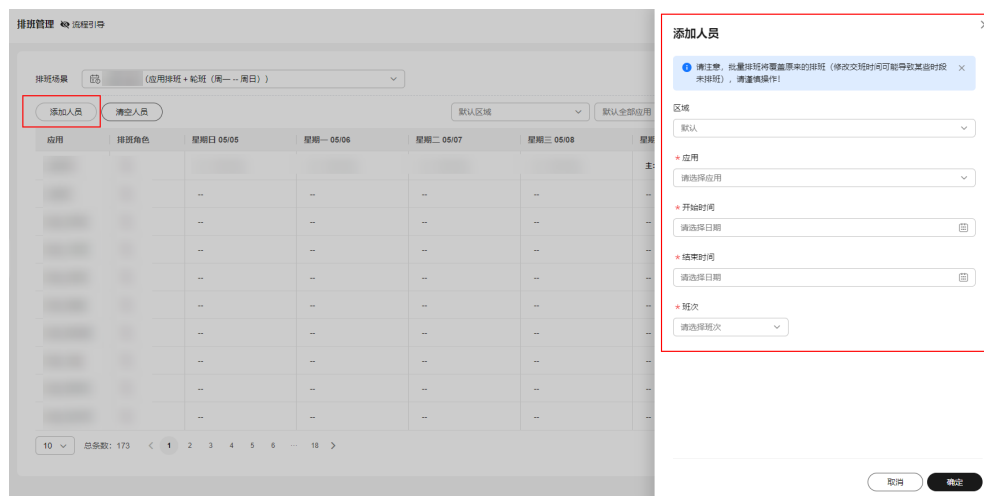 排班管理 流程引导
排班场景 (应用排班 + 轮班（周一 -- 周日）)
添加人员 清空人员 默认区域 默认全部应用
应用 排班角色 星期日 05/05 星期一 05/06 星期二 05/07 星期三 05/08 星期
主:
-- -- -- -- --
-- -- -- -- --
-- -- -- -- --
-- -- -- -- --
-- -- -- -- --
-- -- -- -- --
-- -- -- -- --
-- -- -- -- --
-- -- -- -- --
10 总条数: 173 < 1 2 3 4 5 6 ... 18 >
添加人员
请注意，批量排班将覆盖原来的排班（修改交班时间可能导致某些时段
未排班），请谨慎操作！
区域
默认
* 应用
请选择应用
* 开始时间
请选择日期
* 结束时间
请选择日期
* 班次
请选择班次
取消 确定